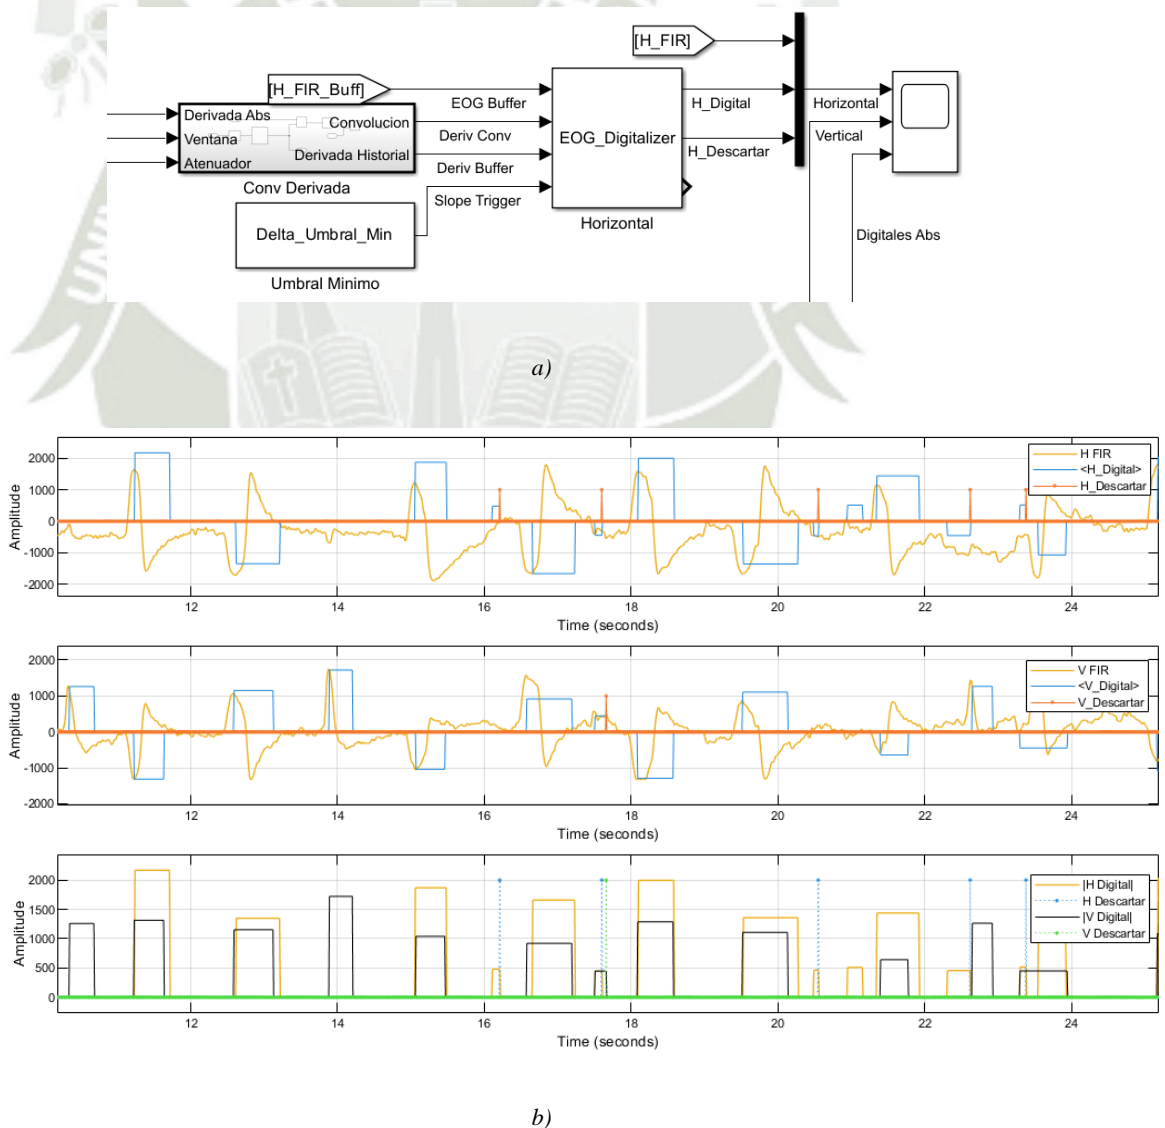 [H_FIR]
[H_FIR_Buff]
EOG Buffer
H_Digital
Horizontal
Derivada Abs
Convolucion
Deriv Conv
EOG_Digitalizer
Vertical
Ventana
Derivada Historial
Deriv Buffer
H_Descartar
Atenuador
Conv Derivada
Slope Trigger
Horizontal
Delta_Umbral_Min
Digitales Abs
Umbral Minimo
a)
Amplitude
2000
1000
0
-1000
-2000
H FIR
<H_Digital>
H_Descartar
12 14 16 18 20 22 24
Time (seconds)
Amplitude
2000
1000
0
-1000
-2000
V FIR
<V_Digital>
V_Descartar
12 14 16 18 20 22 24
Time (seconds)
Amplitude
2000
1500
1000
500
0
|H Digital|
H Descartar
|V Digital|
V Descartar
12 14 16 18 20 22 24
Time (seconds)
b)